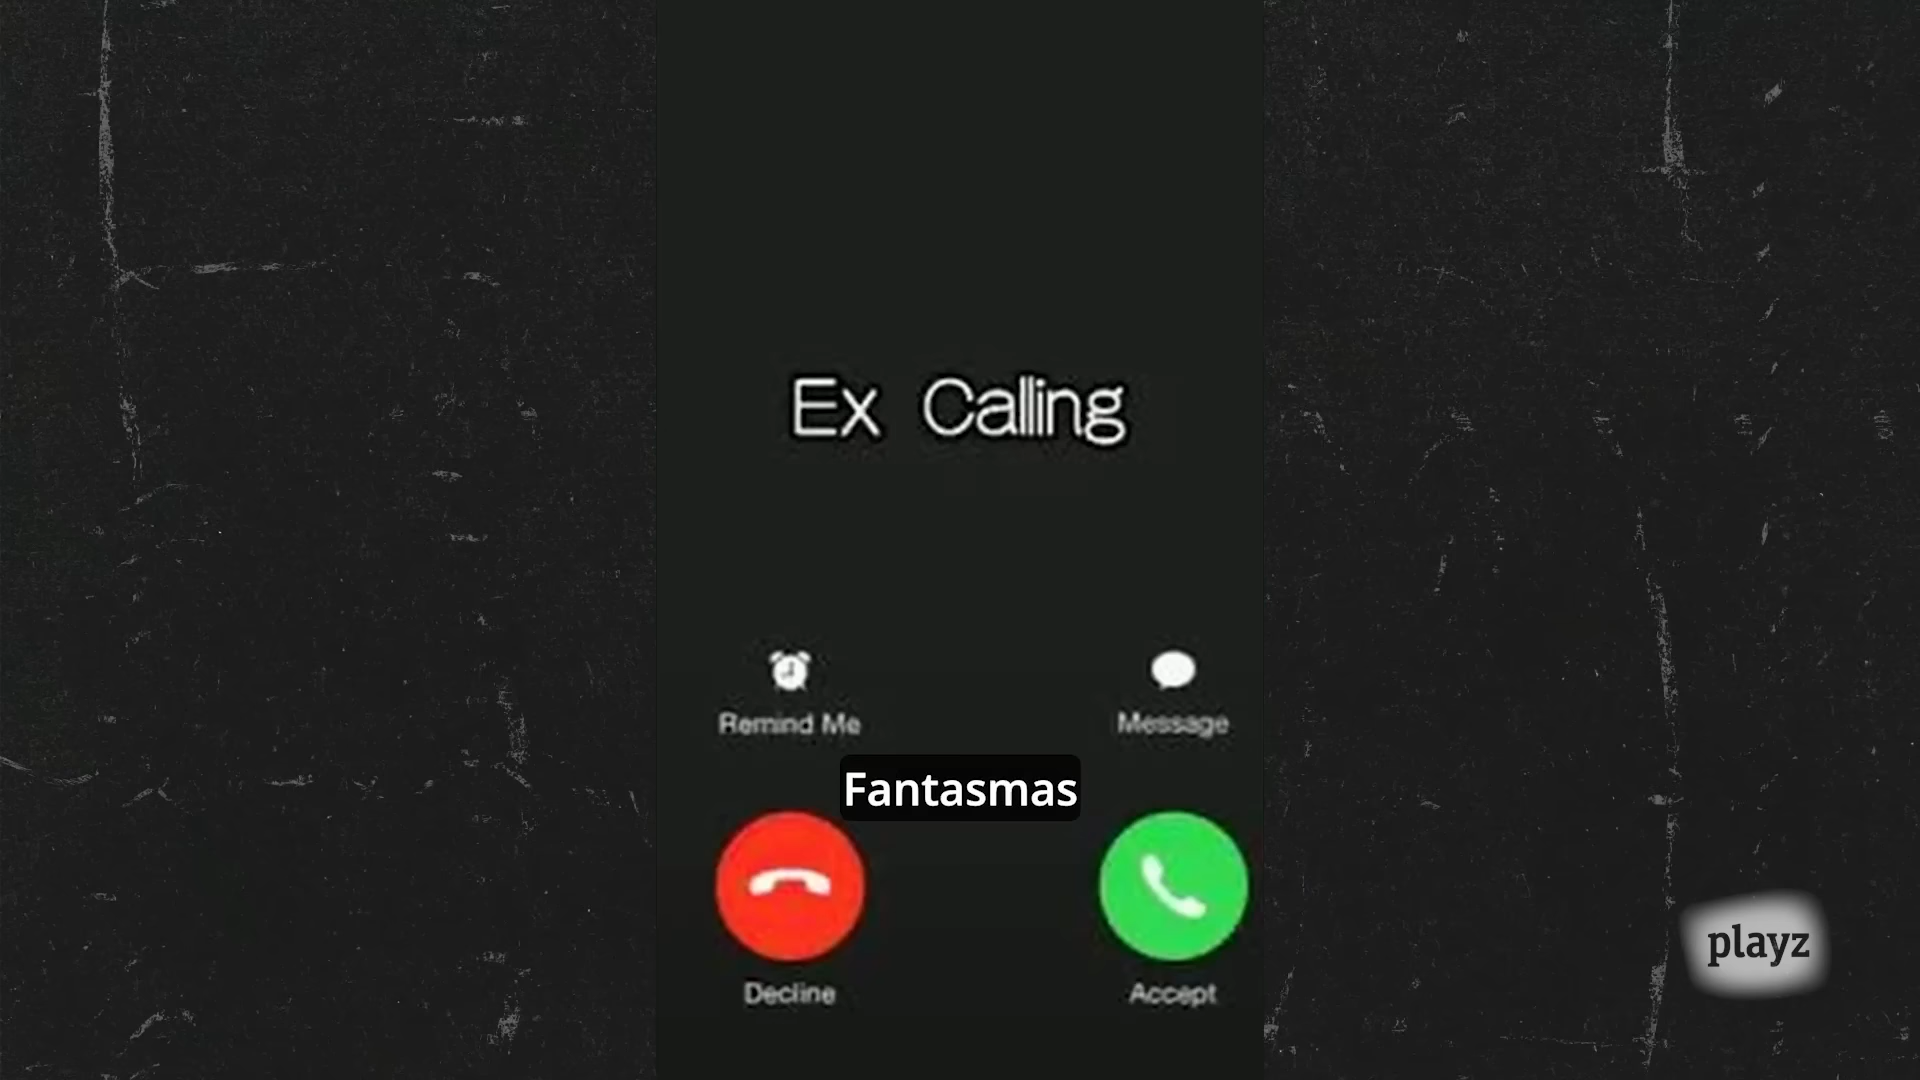 Ex Calling
Remind Me
Message
Fantasmas
Decline
Accept
playz